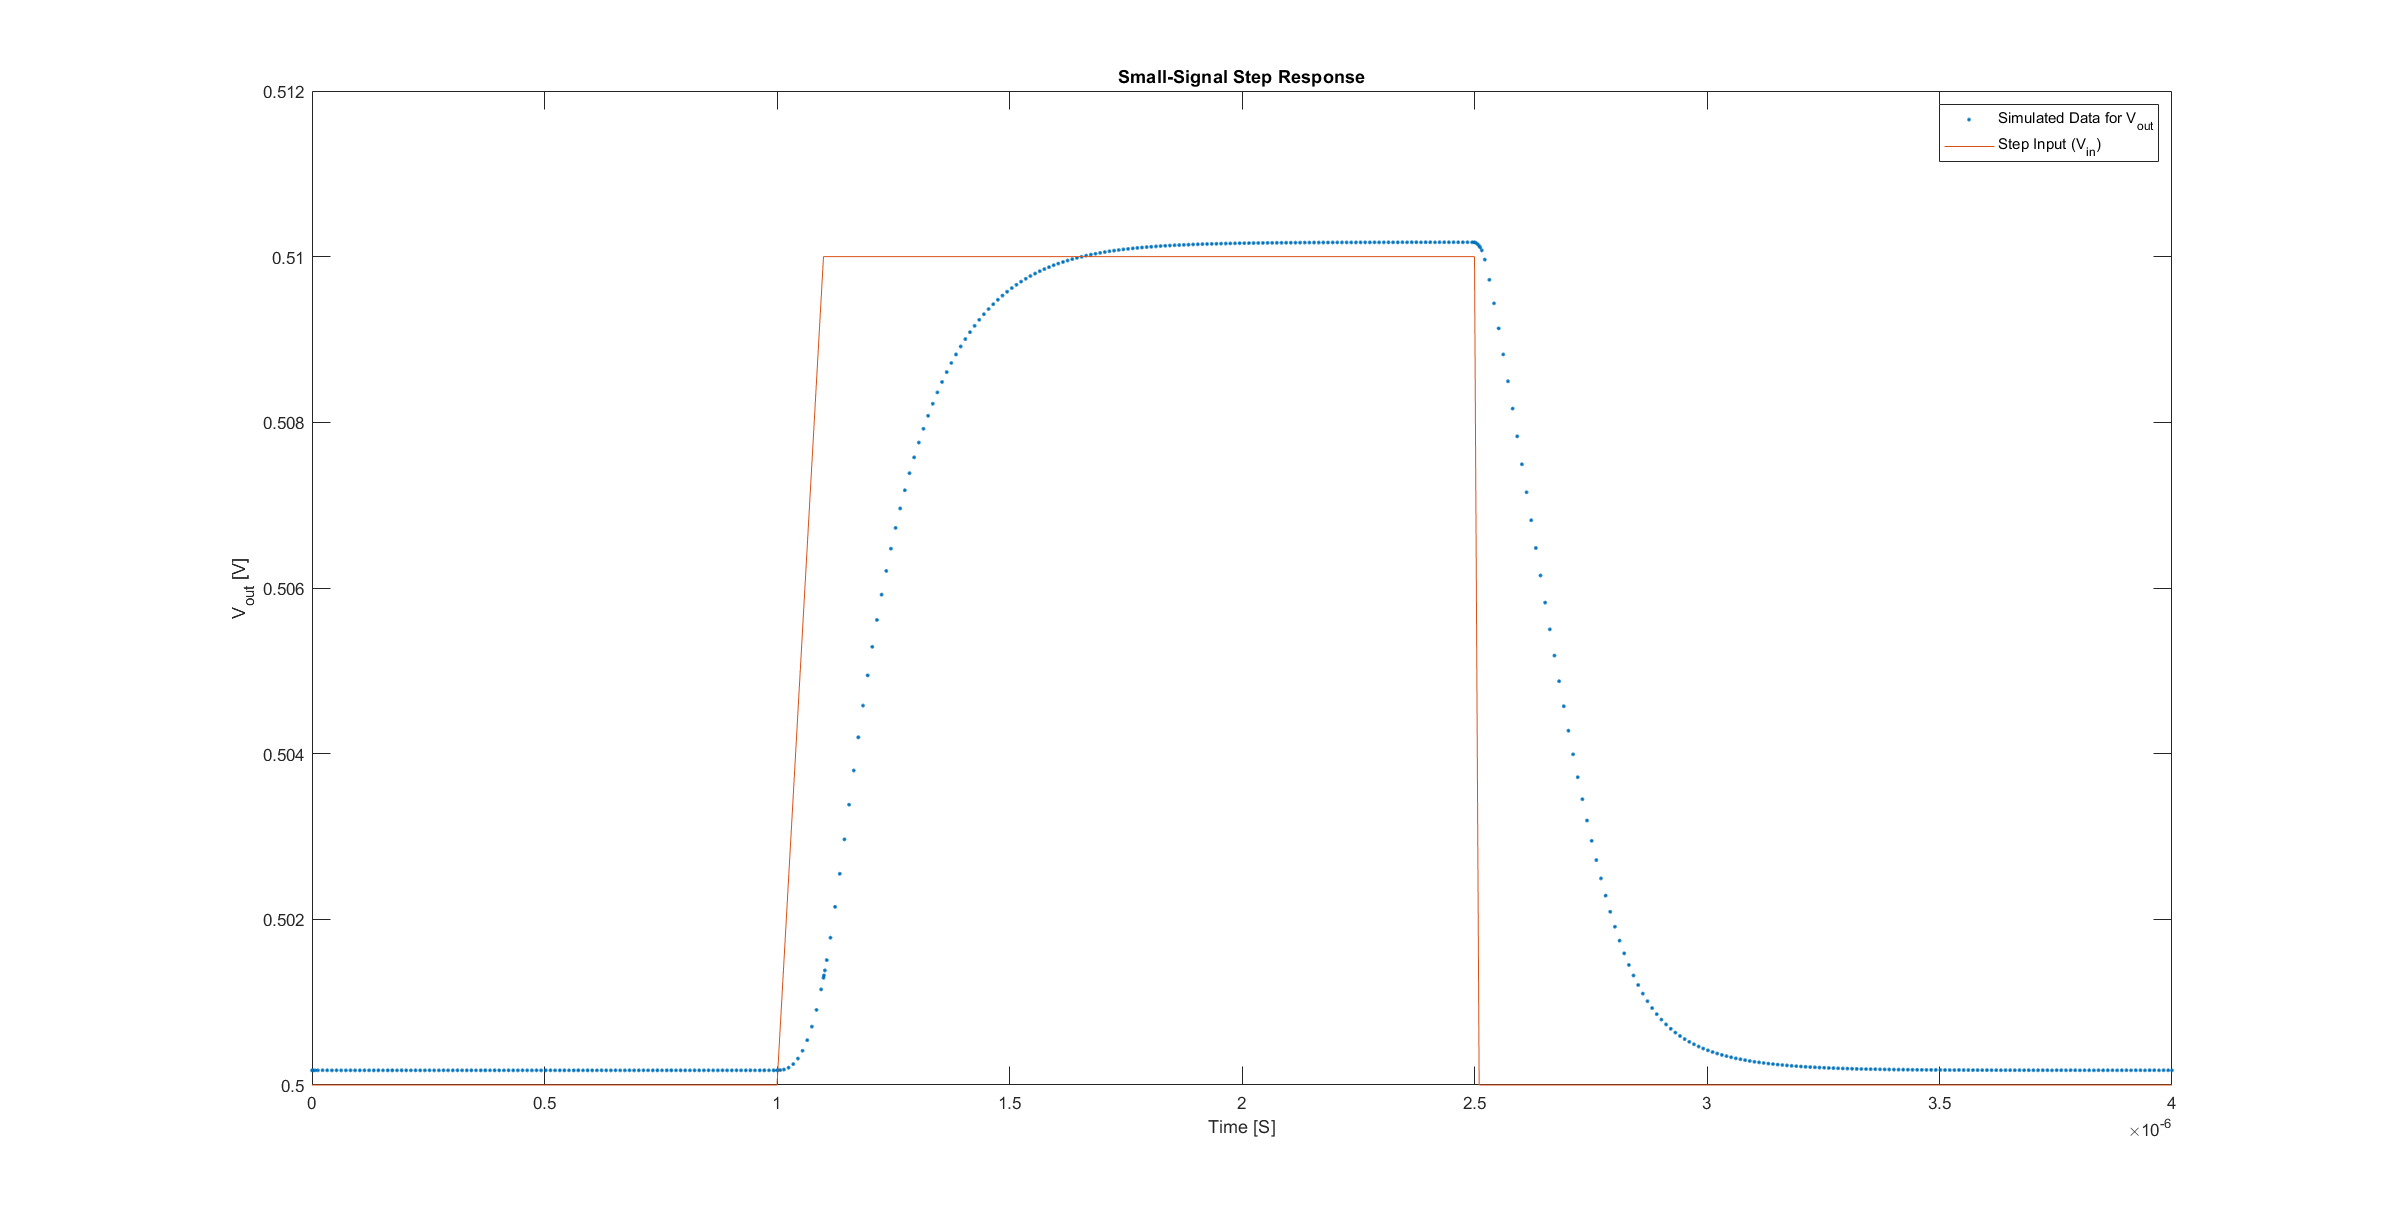 Small-Signal Step Response
0.512
0.51
0.508
0.506
0.504
0.502
0.5
V_out [V]
Simulated Data for V_out
Step Input (V_in)
0 0.5 1 1.5 2 2.5 3 3.5 4
Time [S]
×10^-6